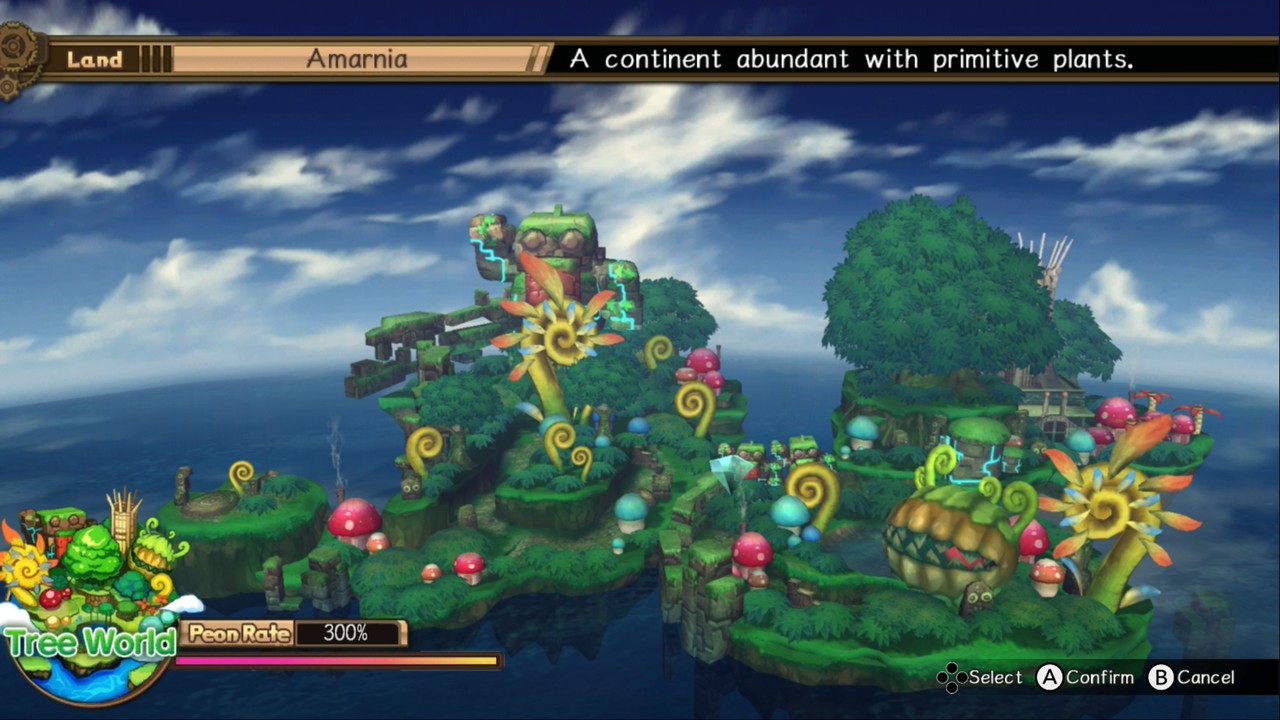 Land
Amarnia
A continent abundant with primitive plants.
Tree World
Peon Rate
300%
Select
A Confirm
B Cancel